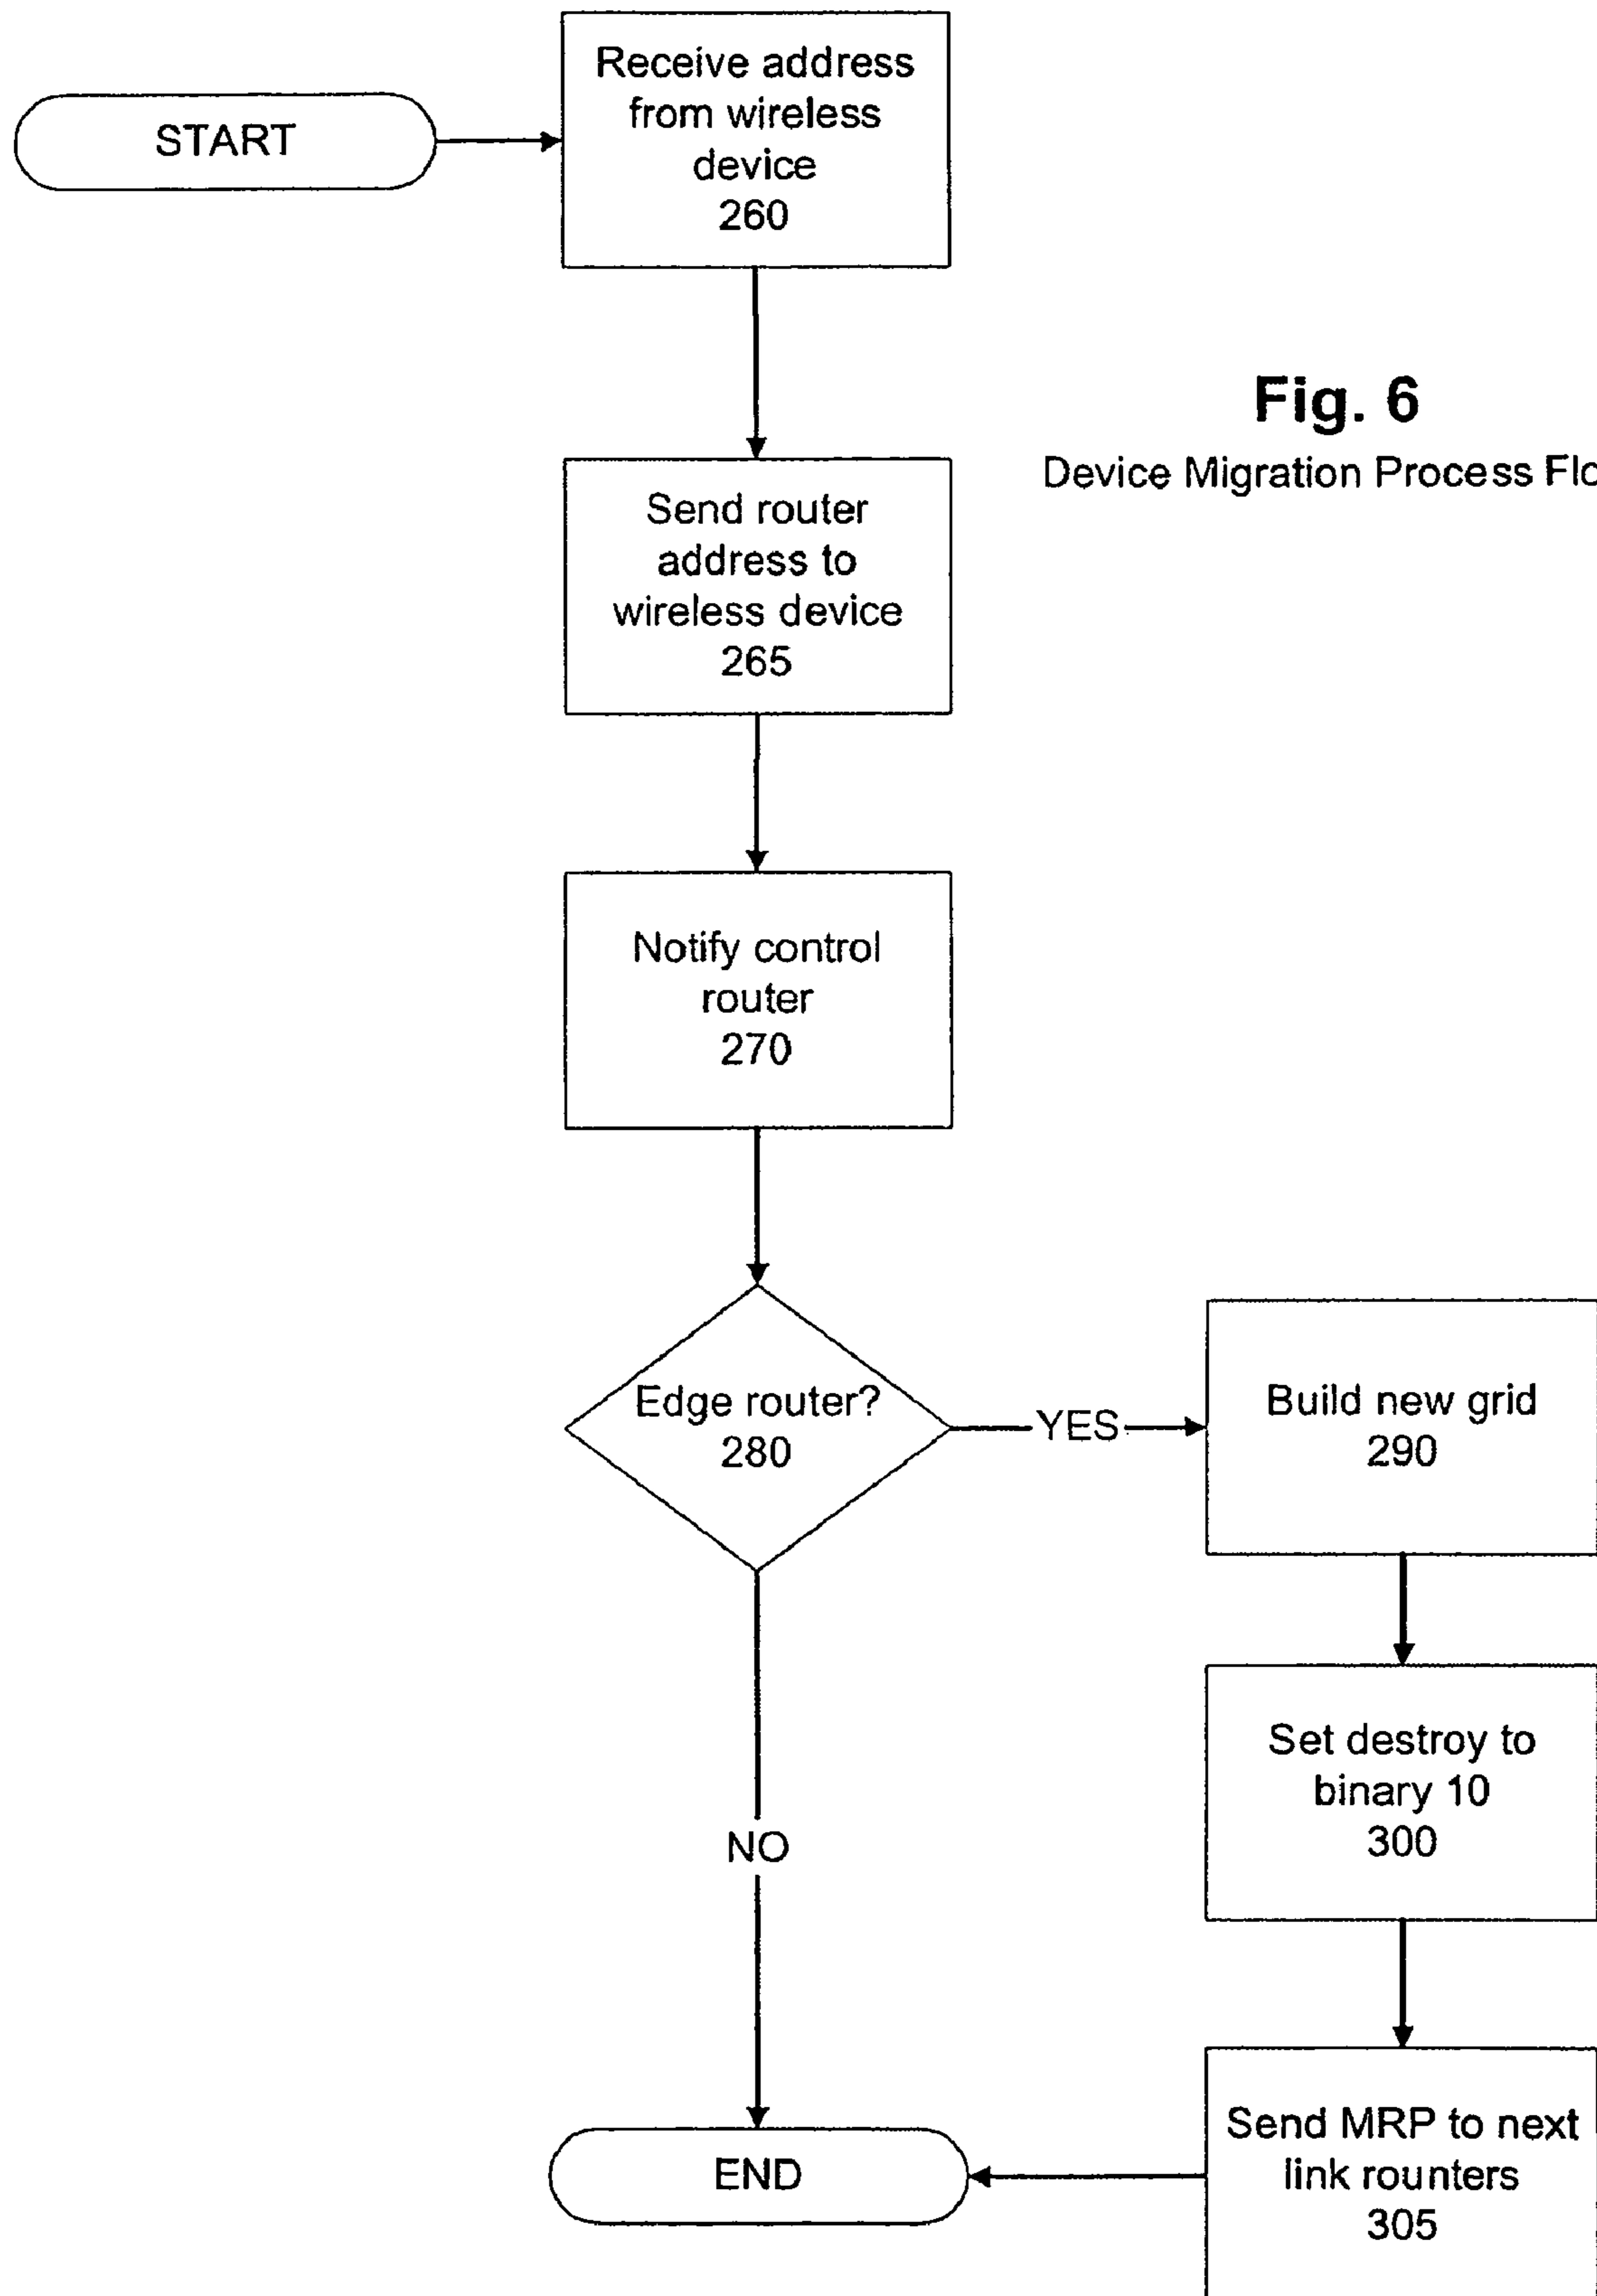 Receive address
from wireless
device
260
START
Fig. 6
Device Migration Process Flo
Send router
address to
wireless device
265
Notify control
router
270
Edge router?
280
YES
Build new grid
290
Set destroy to
binary 10
300
NO
Send MRP to next
link rounters
305
END